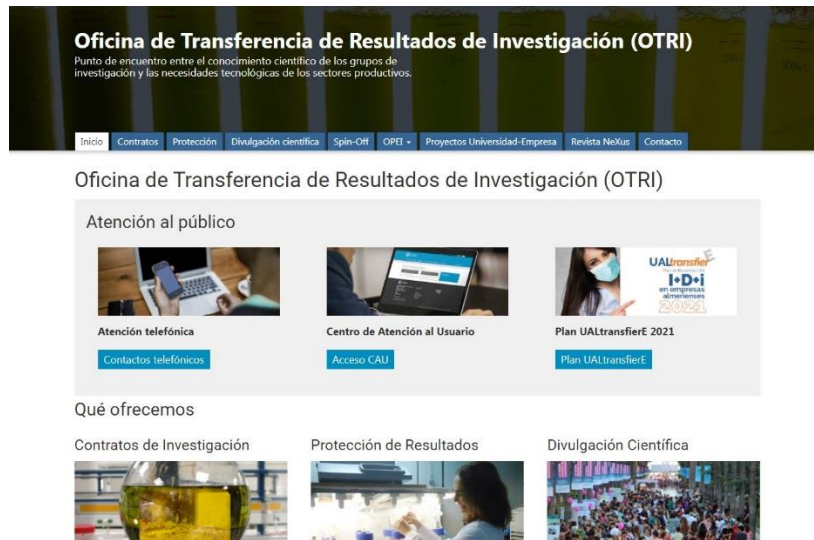 Oficina de Transferencia de Resultados de Investigación (OTRI)
Punto de encuentro entre el conocimiento científico de los grupos de
investigación y las necesidades tecnológicas de los sectores productivos.
Inicio Contratos Protección Divulgación científica Spin-Off OPEI Proyectos Universidad-Empresa Revista NeXus Contacto
Oficina de Transferencia de Resultados de Investigación (OTRI)
Atención al público
UALtransfierE
I+D+i
en empresas
almerienses
2021
Atención telefónica Centro de Atención al Usuario Plan UALtransfierE 2021
Contactos telefónicos Acceso CAU Plan UALtransfierE
Qué ofrecemos
Contratos de Investigación Protección de Resultados Divulgación Científica